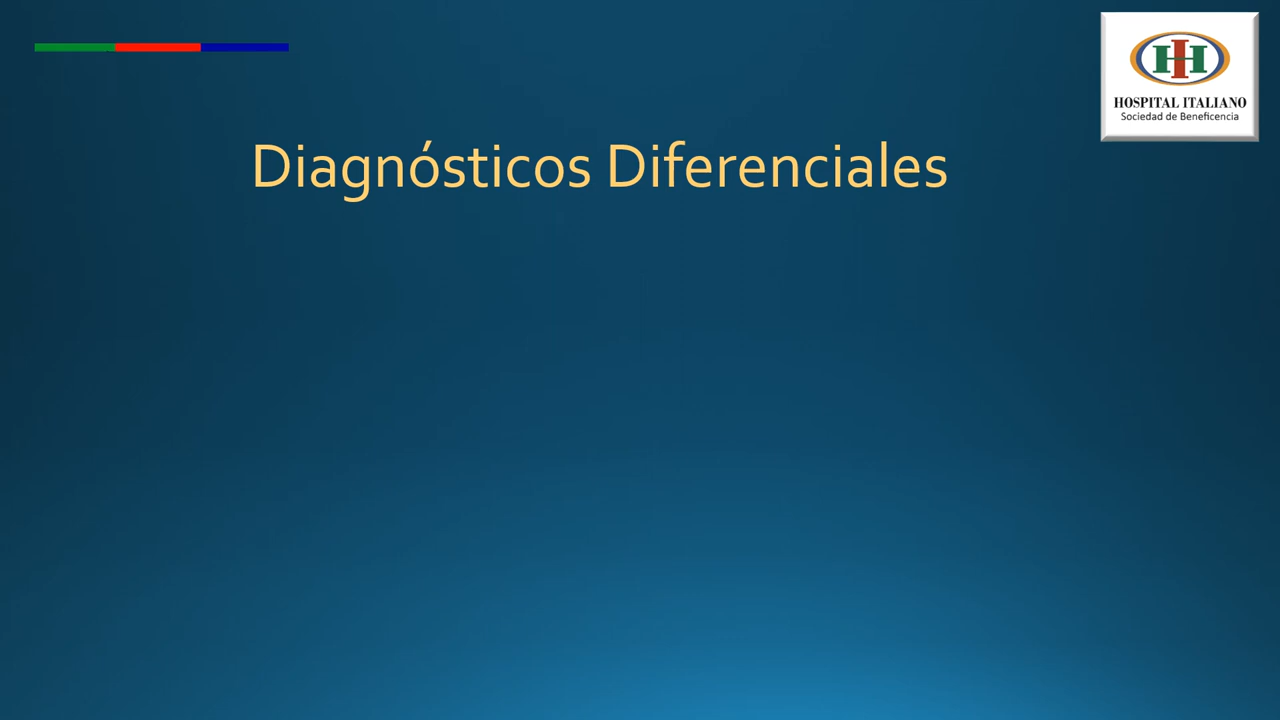 HOSPITAL ITALIANO
Sociedad de Beneficencia
Diagnósticos Diferenciales